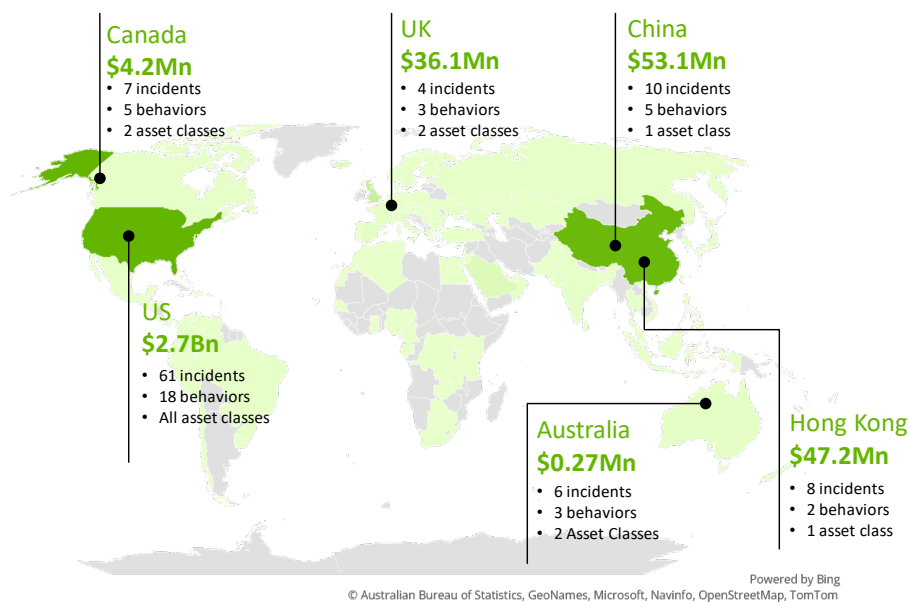 Canada
$4.2Mn
• 7 incidents
• 5 behaviors
• 2 asset classes
UK
$36.1Mn
• 4 incidents
• 3 behaviors
• 2 asset classes
China
$53.1Mn
• 10 incidents
• 5 behaviors
• 1 asset class
US
$2.7Bn
• 61 incidents
• 18 behaviors
• All asset classes
Australia
$0.27Mn
• 6 incidents
• 3 behaviors
• 2 Asset Classes
Hong Kong
$47.2Mn
• 8 incidents
• 2 behaviors
• 1 asset class
Powered by Bing
© Australian Bureau of Statistics, GeoNames, Microsoft, Navinfo, OpenStreetMap, TomTom